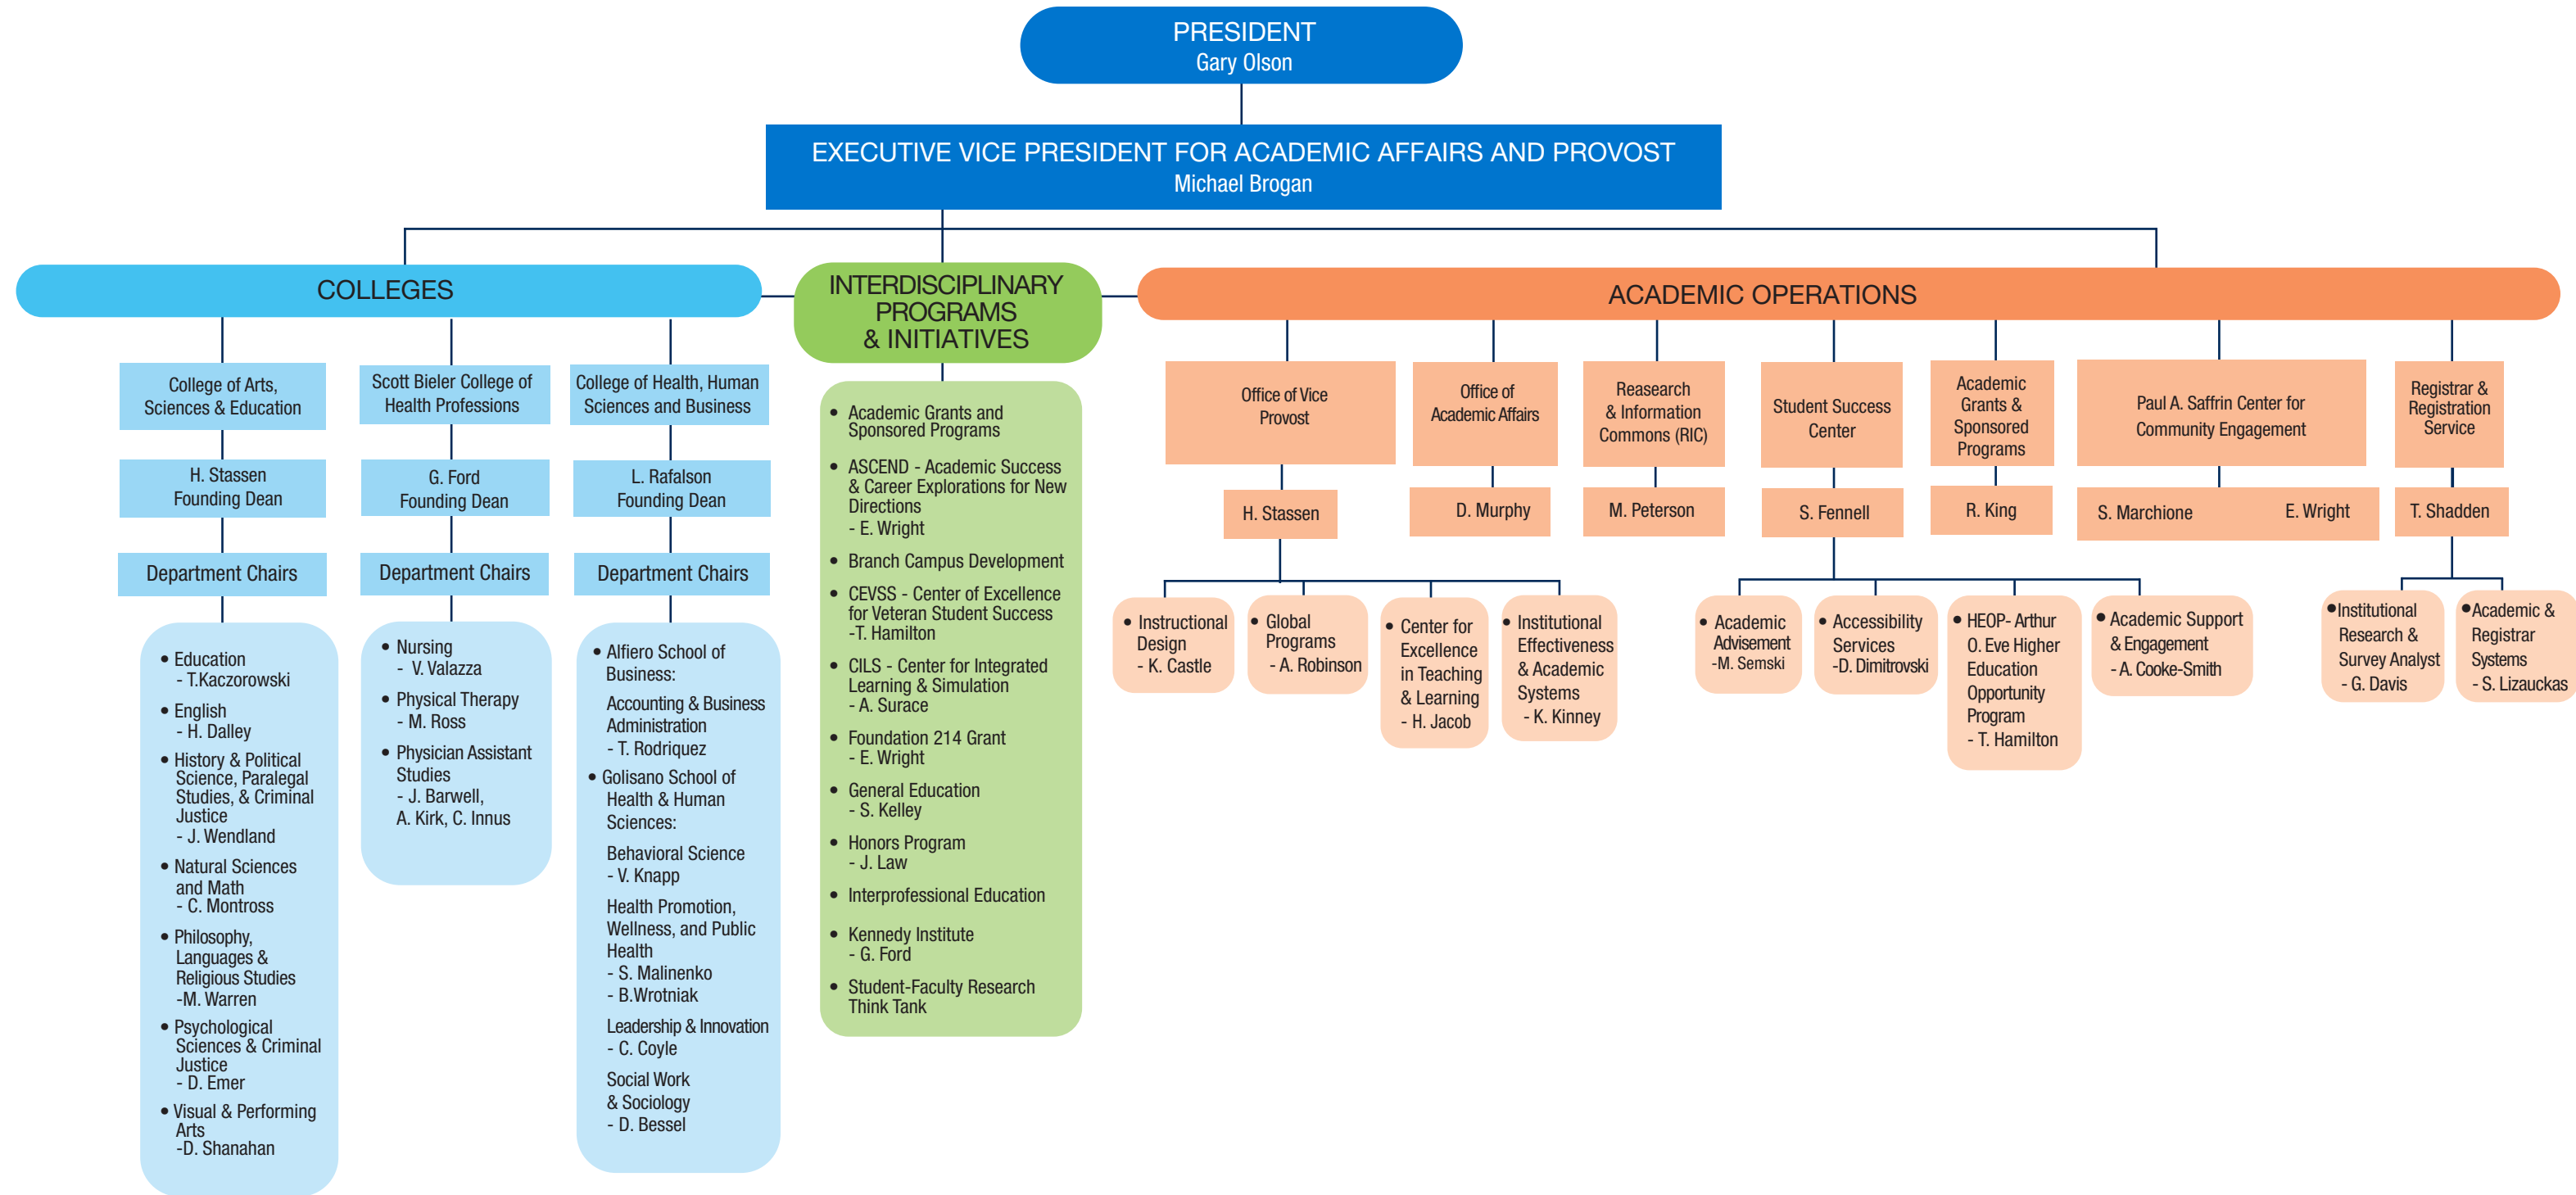 PRESIDENT
Gary Olson
EXECUTIVE VICE PRESIDENT FOR ACADEMIC AFFAIRS AND PROVOST
Michael Brogan
COLLEGES
INTERDISCIPLINARY
PROGRAMS
& INITIATIVES
ACADEMIC OPERATIONS
College of Arts,
Sciences & Education
H. Stassen
Founding Dean
Department Chairs
• Education
- T.Kaczorowski
• English
- H. Dalley
• History & Political
Science, Paralegal
Studies, & Criminal
Justice
- J. Wendland
• Natural Sciences
and Math
- C. Montross
• Philosophy,
Languages &
Religious Studies
-M. Warren
• Psychological
Sciences & Criminal
Justice
- D. Emer
• Visual & Performing
Arts
-D. Shanahan
Scott Bieler College of
Health Professions
G. Ford
Founding Dean
Department Chairs
• Nursing
- V. Valazza
• Physical Therapy
- M. Ross
• Physician Assistant
Studies
- J. Barwell,
A. Kirk, C. Innus
College of Health, Human
Sciences and Business
L. Rafalson
Founding Dean
Department Chairs
• Alfiero School of
Business:
Accounting & Business
Administration
- T. Rodriquez
• Golisano School of
Health & Human
Sciences:
Behavioral Science
- V. Knapp
Health Promotion,
Wellness, and Public
Health
- S. Malinenko
- B.Wrotniak
Leadership & Innovation
- C. Coyle
Social Work
& Sociology
- D. Bessel
• Academic Grants and
Sponsored Programs
• ASCEND - Academic Success
& Career Explorations for New
Directions
- E. Wright
• Branch Campus Development
• CEVSS - Center of Excellence
for Veteran Student Success
-T. Hamilton
• CILS - Center for Integrated
Learning & Simulation
- A. Surace
• Foundation 214 Grant
- E. Wright
• General Education
- S. Kelley
• Honors Program
- J. Law
• Interprofessional Education
• Kennedy Institute
- G. Ford
• Student-Faculty Research
Think Tank
Office of Vice
Provost
H. Stassen
• Instructional
Design
- K. Castle
• Global
Programs
- A. Robinson
• Center for
Excellence
in Teaching
& Learning
- H. Jacob
• Institutional
Effectiveness
& Academic
Systems
- K. Kinney
Office of
Academic Affairs
D. Murphy
Reasearch
& Information
Commons (RIC)
M. Peterson
Student Success
Center
S. Fennell
• Academic
Advisement
-M. Semski
• Accessibility
Services
-D. Dimitrovski
• HEOP- Arthur
O. Eve Higher
Education
Opportunity
Program
- T. Hamilton
• Academic Support
& Engagement
- A. Cooke-Smith
Academic
Grants &
Sponsored
Programs
R. King
Paul A. Saffrin Center for
Community Engagement
S. Marchione E. Wright
Registrar &
Registration
Service
T. Shadden
•Institutional
Research &
Survey Analyst
- G. Davis
•Academic &
Registrar
Systems
- S. Lizauckas